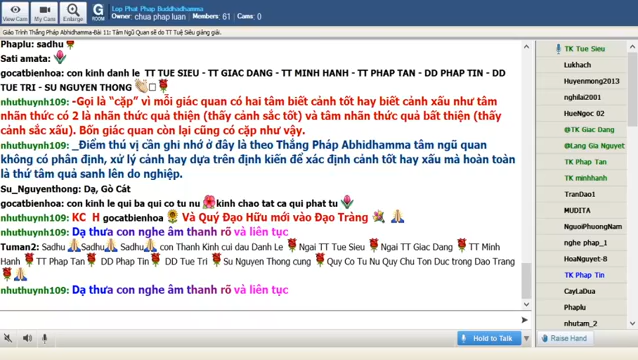 Lop Phat Phap Buddhadhamma
Owner: chua phap luan  Members: 61  Cams: 0
View Cam
My Case
Enlarge
G ROOM
Giáo Trình Thắng Pháp Abhidhamma-Bài 11: Tâm Ngũ Quan sẽ do TT Tuệ Siêu giảng giải.
Phaplu: sadhu
Sati amata:
gocatbienhoa: con kinh danh le TT TUE SIEU - TT GIAC DANG - TT MINH HANH - TT PHAP TAN - DD PHAP TIN - DD
TUE TRI - SU NGUYEN THONG
nhuthuynh109: -Gọi là “cặp” vì mỗi giác quan có hai tâm biết cảnh tốt hay biết cảnh xấu như tâm
nhãn thức có 2 là nhãn thức quả thiện (thấy cảnh sắc tốt) và tâm nhãn thức quả bất thiện (thấy
cảnh sắc xấu). Bốn giác quan còn lại cũng có cặp như vậy.
nhuthuynh109: _Điểm thú vị cần ghi nhớ ở đây là theo Thắng Pháp Abhidhamma tâm ngũ quan
không có phân định, xử lý cảnh hay dựa trên định kiến để xác định cảnh tốt hay xấu mà hoàn toàn
là thứ tâm quả sanh lên do nghiệp.
Su_Nguyenthong: Dạ, Gò Cát
gocatbienhoa: con kinh le qui ba qui co tu nu kinh chao tat ca qui phat tu
nhuthuynh109: KC H gocatbienhoa Và Quý Đạo Hữu mới vào Đạo Tràng
nhuthuynh109: Dạ thưa con nghe âm thanh rõ và liên tục
Tuman2: Sadhu Sadhu Sadhu con Thanh Kinh cui dau Danh Le Ngai TT Tue Sieu Ngai TT Giac Dang TT Minh
Hanh TT Phap Tan DD Phap Tin DD Tue Tri Su Nguyen Thong cung Quy Co Tu Nu Quy Chu Ton Duc trong Dao Trang
nhuthuynh109: Dạ thưa con nghe âm thanh rõ và liên tục
TK Tue Sieu
Lukhach
Huyenmong2013
nghilai2001
HueNgoc 02
@TK Giac Dang
@Lang Gia Nguyet
TK Phap Tan
TK minhhanh
TranDao1
MUDITA
NguoiPhuongNam
nghe phap_1
HoaNguyet-8
TK Phap Tin
CayLaDua
Phaplu
nhutam_2
Hold to Talk
Raise Hand